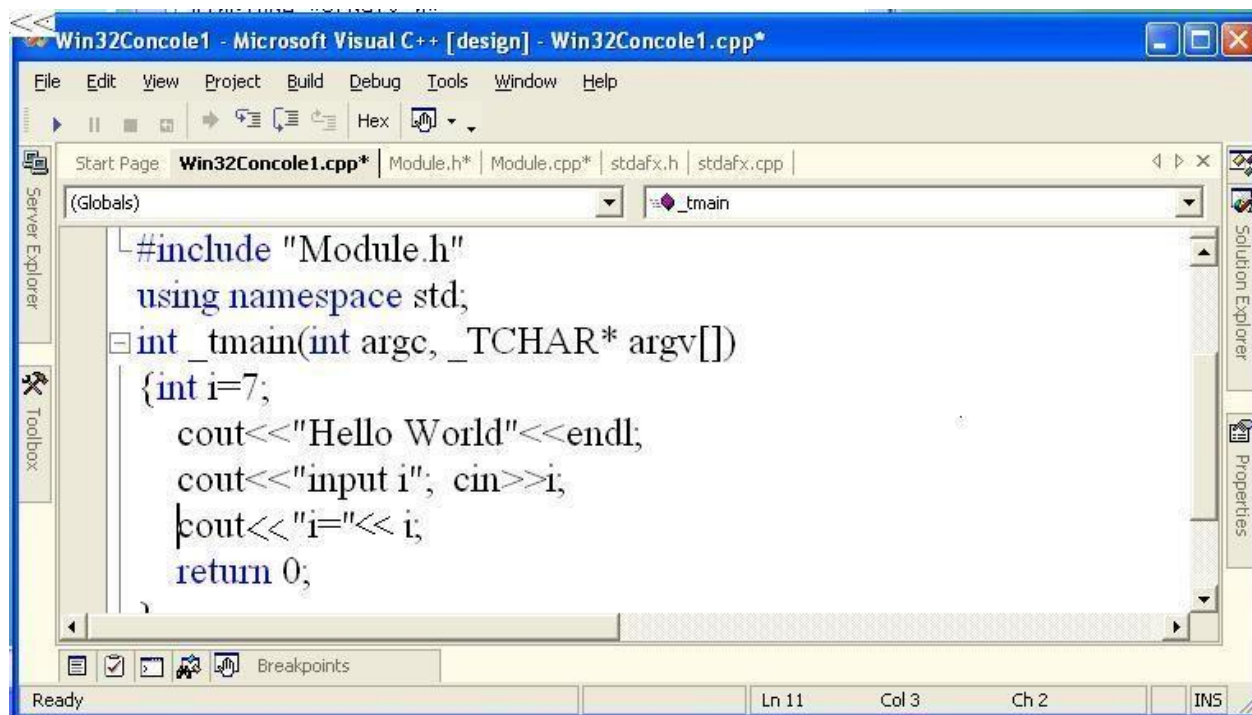 <<
Win32Concole1 - Microsoft Visual C++ [design] - Win32Concole1.cpp*
File Edit View Project Build Debug Tools Window Help
Hex
Start Page Win32Concole1.cpp* Module.h* Module.cpp* stdafx.h stdafx.cpp
(Globals) _tmain
Server Explorer
Toolbox
#include "Module.h"
using namespace std;
int _tmain(int argc, _TCHAR* argv[])
{int i=7;
cout<<"Hello World"<<endl;
cout<<"input i"; cin>>i;
cout<< "i="<< i;
return 0;
}
Solution Explorer
Properties
Breakpoints
Ready Ln 11 Col 3 Ch 2 INS